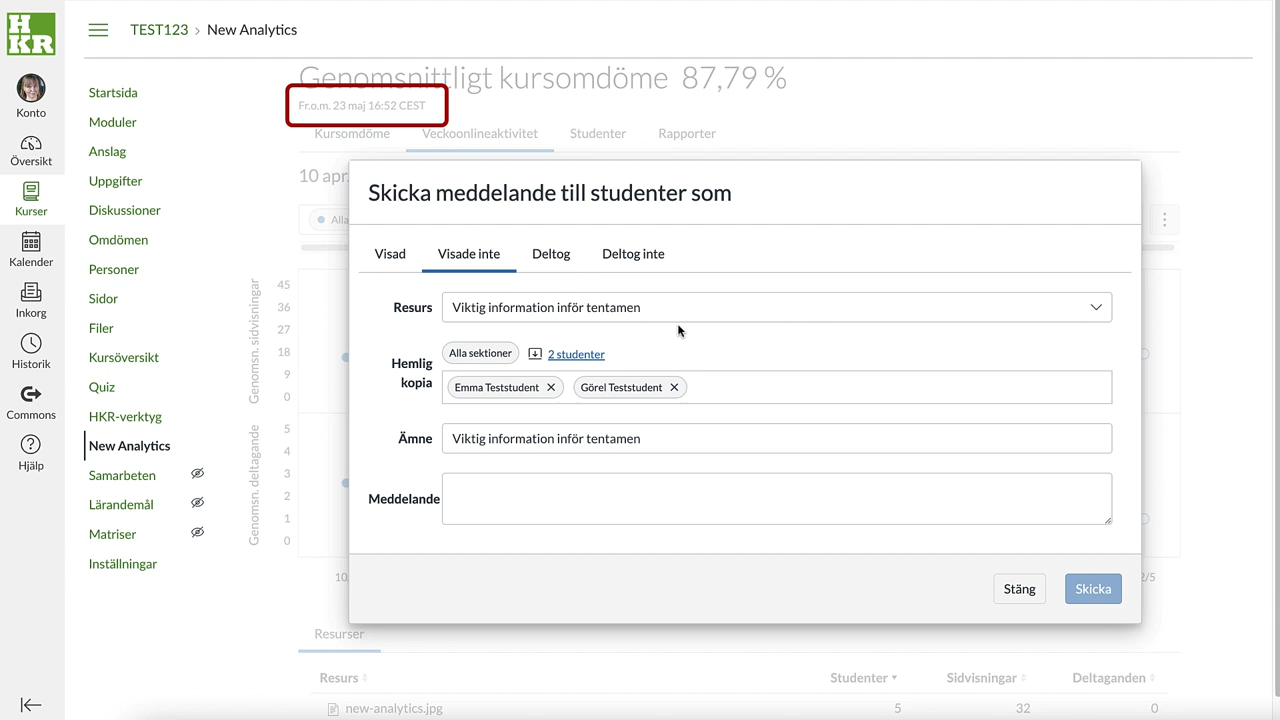 HKR
TEST123 › New Analytics
Konto
Översikt
Kurser
Kalender
Inkorg
Historik
Commons
Hjälp
Startsida
Moduler
Anslag
Uppgifter
Diskussioner
Omdömen
Personer
Sidor
Filer
Kursöversikt
Quiz
HKR-verktyg
New Analytics
Samarbeten
Lärandemål
Matriser
Inställningar
Genomsnittligt kursomdöme 87,79 %
Fr.o.m. 23 maj 16:52 CEST
Kursomdöme Veckoonlineaktivitet Studenter Rapporter
10 apr.
Alla
Genomsn. sidvisningar
45
36
27
18
9
0
Genomsn. deltagande
5
4
3
2
1
0
10.
2/5
Skicka meddelande till studenter som
Visad Visade inte Deltog Deltog inte
Resurs Viktig information inför tentamen
Hemlig kopia
Alla sektioner 2 studenter
Emma Teststudent Görel Teststudent
Ämne Viktig information inför tentamen
Meddelande
Stäng Skicka
Resurser
Resurs Studenter Sidvisningar Deltaganden
new-analytics.jpg 5 32 0